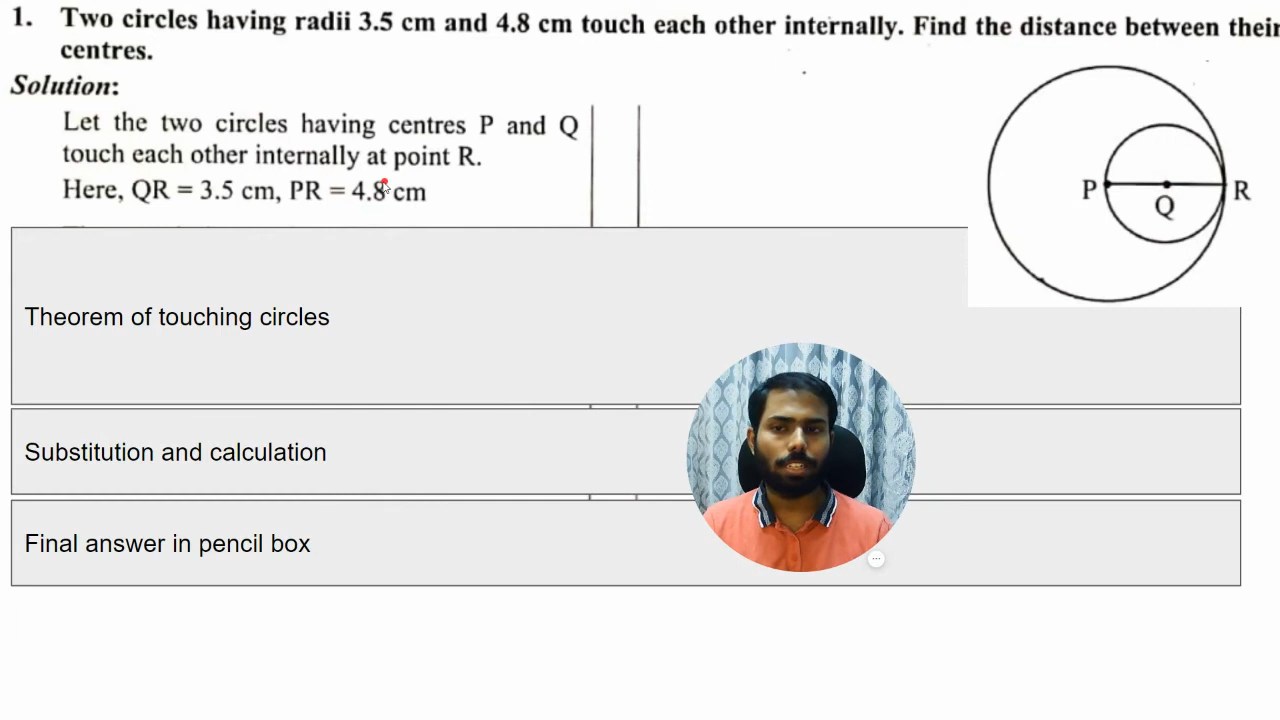 1. Two circles having radii 3.5 cm and 4.8 cm touch each other internally. Find the distance between their
centres.
Solution:
Let the two circles having centres P and Q
touch each other internally at point R.
Here, QR = 3.5 cm, PR = 4.8 cm
P
Q
R
Theorem of touching circles
Substitution and calculation
Final answer in pencil box